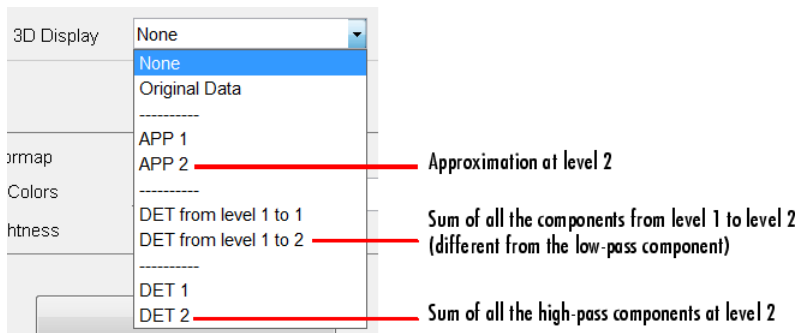 3D Display None
None
Original Data
----------
APP 1
ormap
APP 2 Approximation at level 2
----------
Colors
DET from level 1 to 1
Sum of all the components from level 1 to level 2
htness DET from level 1 to 2 (different from the low-pass component)
----------
DET 1
DET 2 Sum of all the high-pass components at level 2